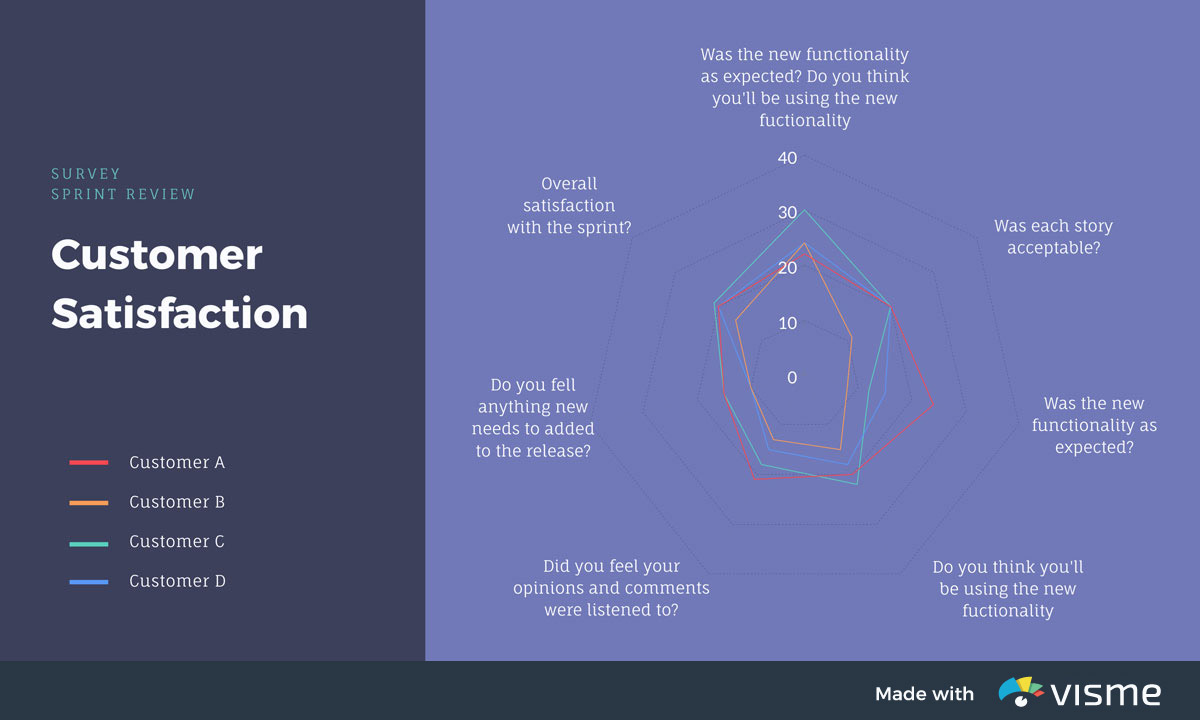 SURVEY
SPRINT REVIEW
Customer
Satisfaction
Customer A
Customer B
Customer C
Customer D
Was the new functionality
as expected? Do you think
you'll be using the new
fuctionality
40
30
20
10
0
Was each story
acceptable?
Was the new
functionality as
expected?
Do you think you'll
be using the new
fuctionality
Did you feel your
opinions and comments
were listened to?
Do you fell
anything new
needs to added
to the release?
Overall
satisfaction
with the sprint?
Made with
visme